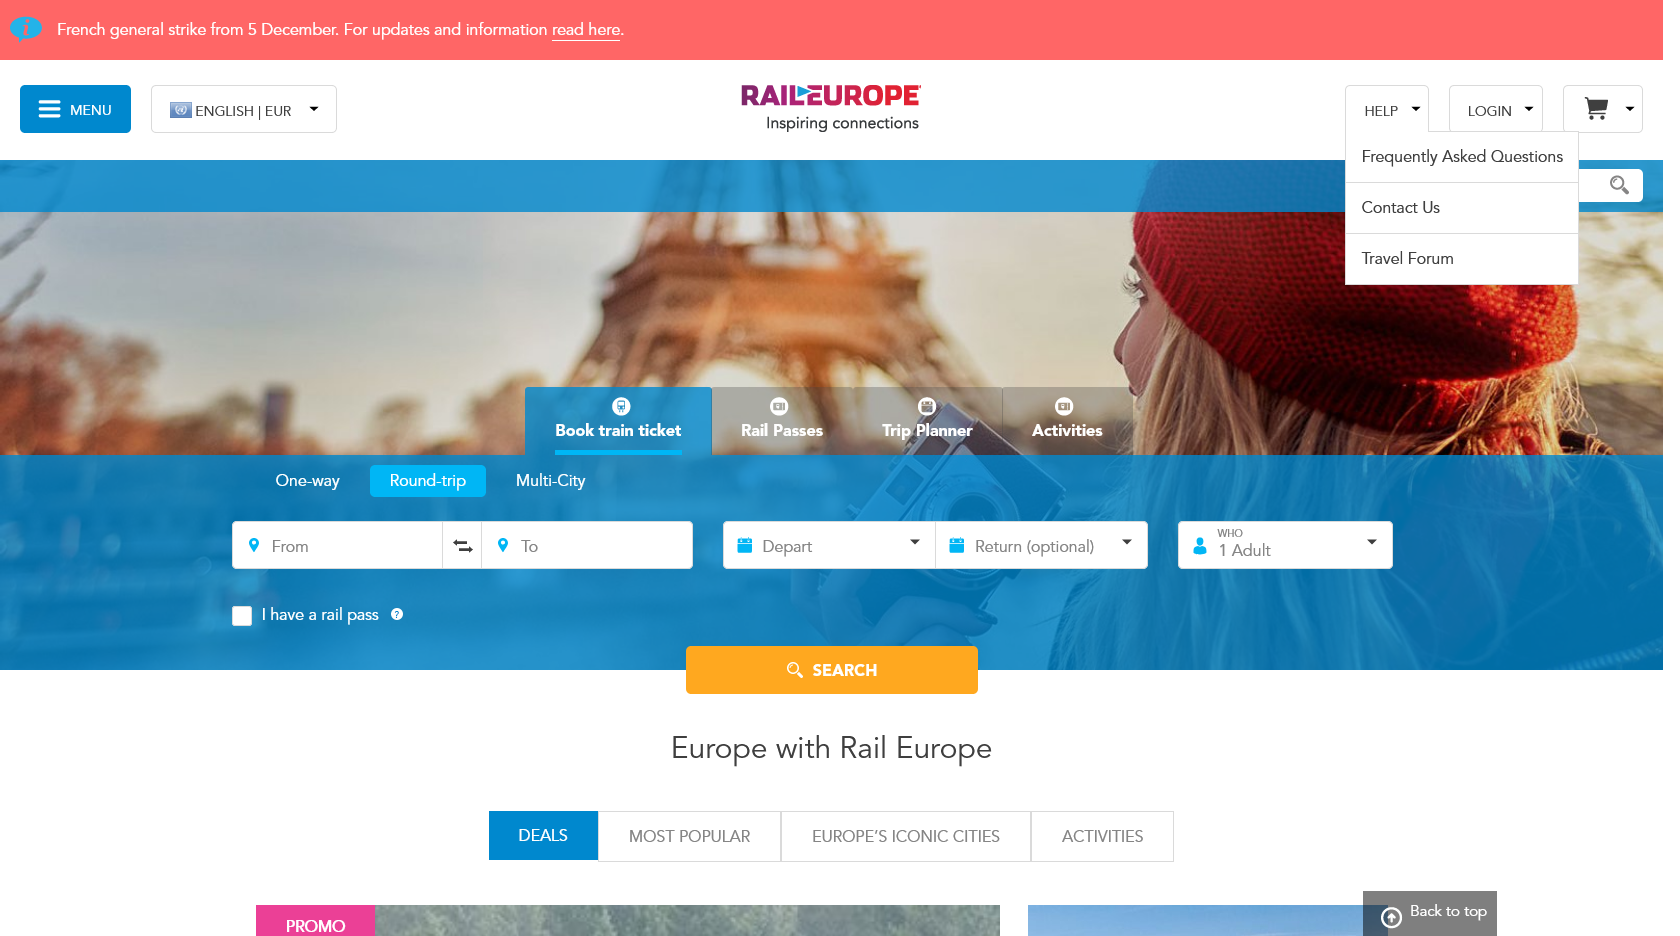 French general strike from 5 December. For updates and information read here.
MENU
ENGLISH | EUR
RAILEUROPE
Inspiring connections
HELP
LOGIN
Frequently Asked Questions
Contact Us
Travel Forum
Book train ticket
Rail Passes
Trip Planner
Activities
One-way
Round-trip
Multi-City
From
To
Depart
Return (optional)
WHO
1 Adult
I have a rail pass
?
SEARCH
Europe with Rail Europe
DEALS
MOST POPULAR
EUROPE’S ICONIC CITIES
ACTIVITIES
PROMO
Back to top